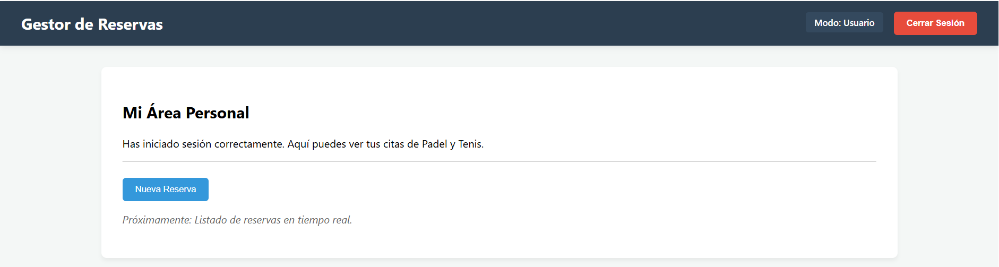 Gestor de Reservas
Modo: Usuario
Cerrar Sesión
Mi Área Personal
Has iniciado sesión correctamente. Aquí puedes ver tus citas de Padel y Tenis.
Nueva Reserva
Próximamente: Listado de reservas en tiempo real.